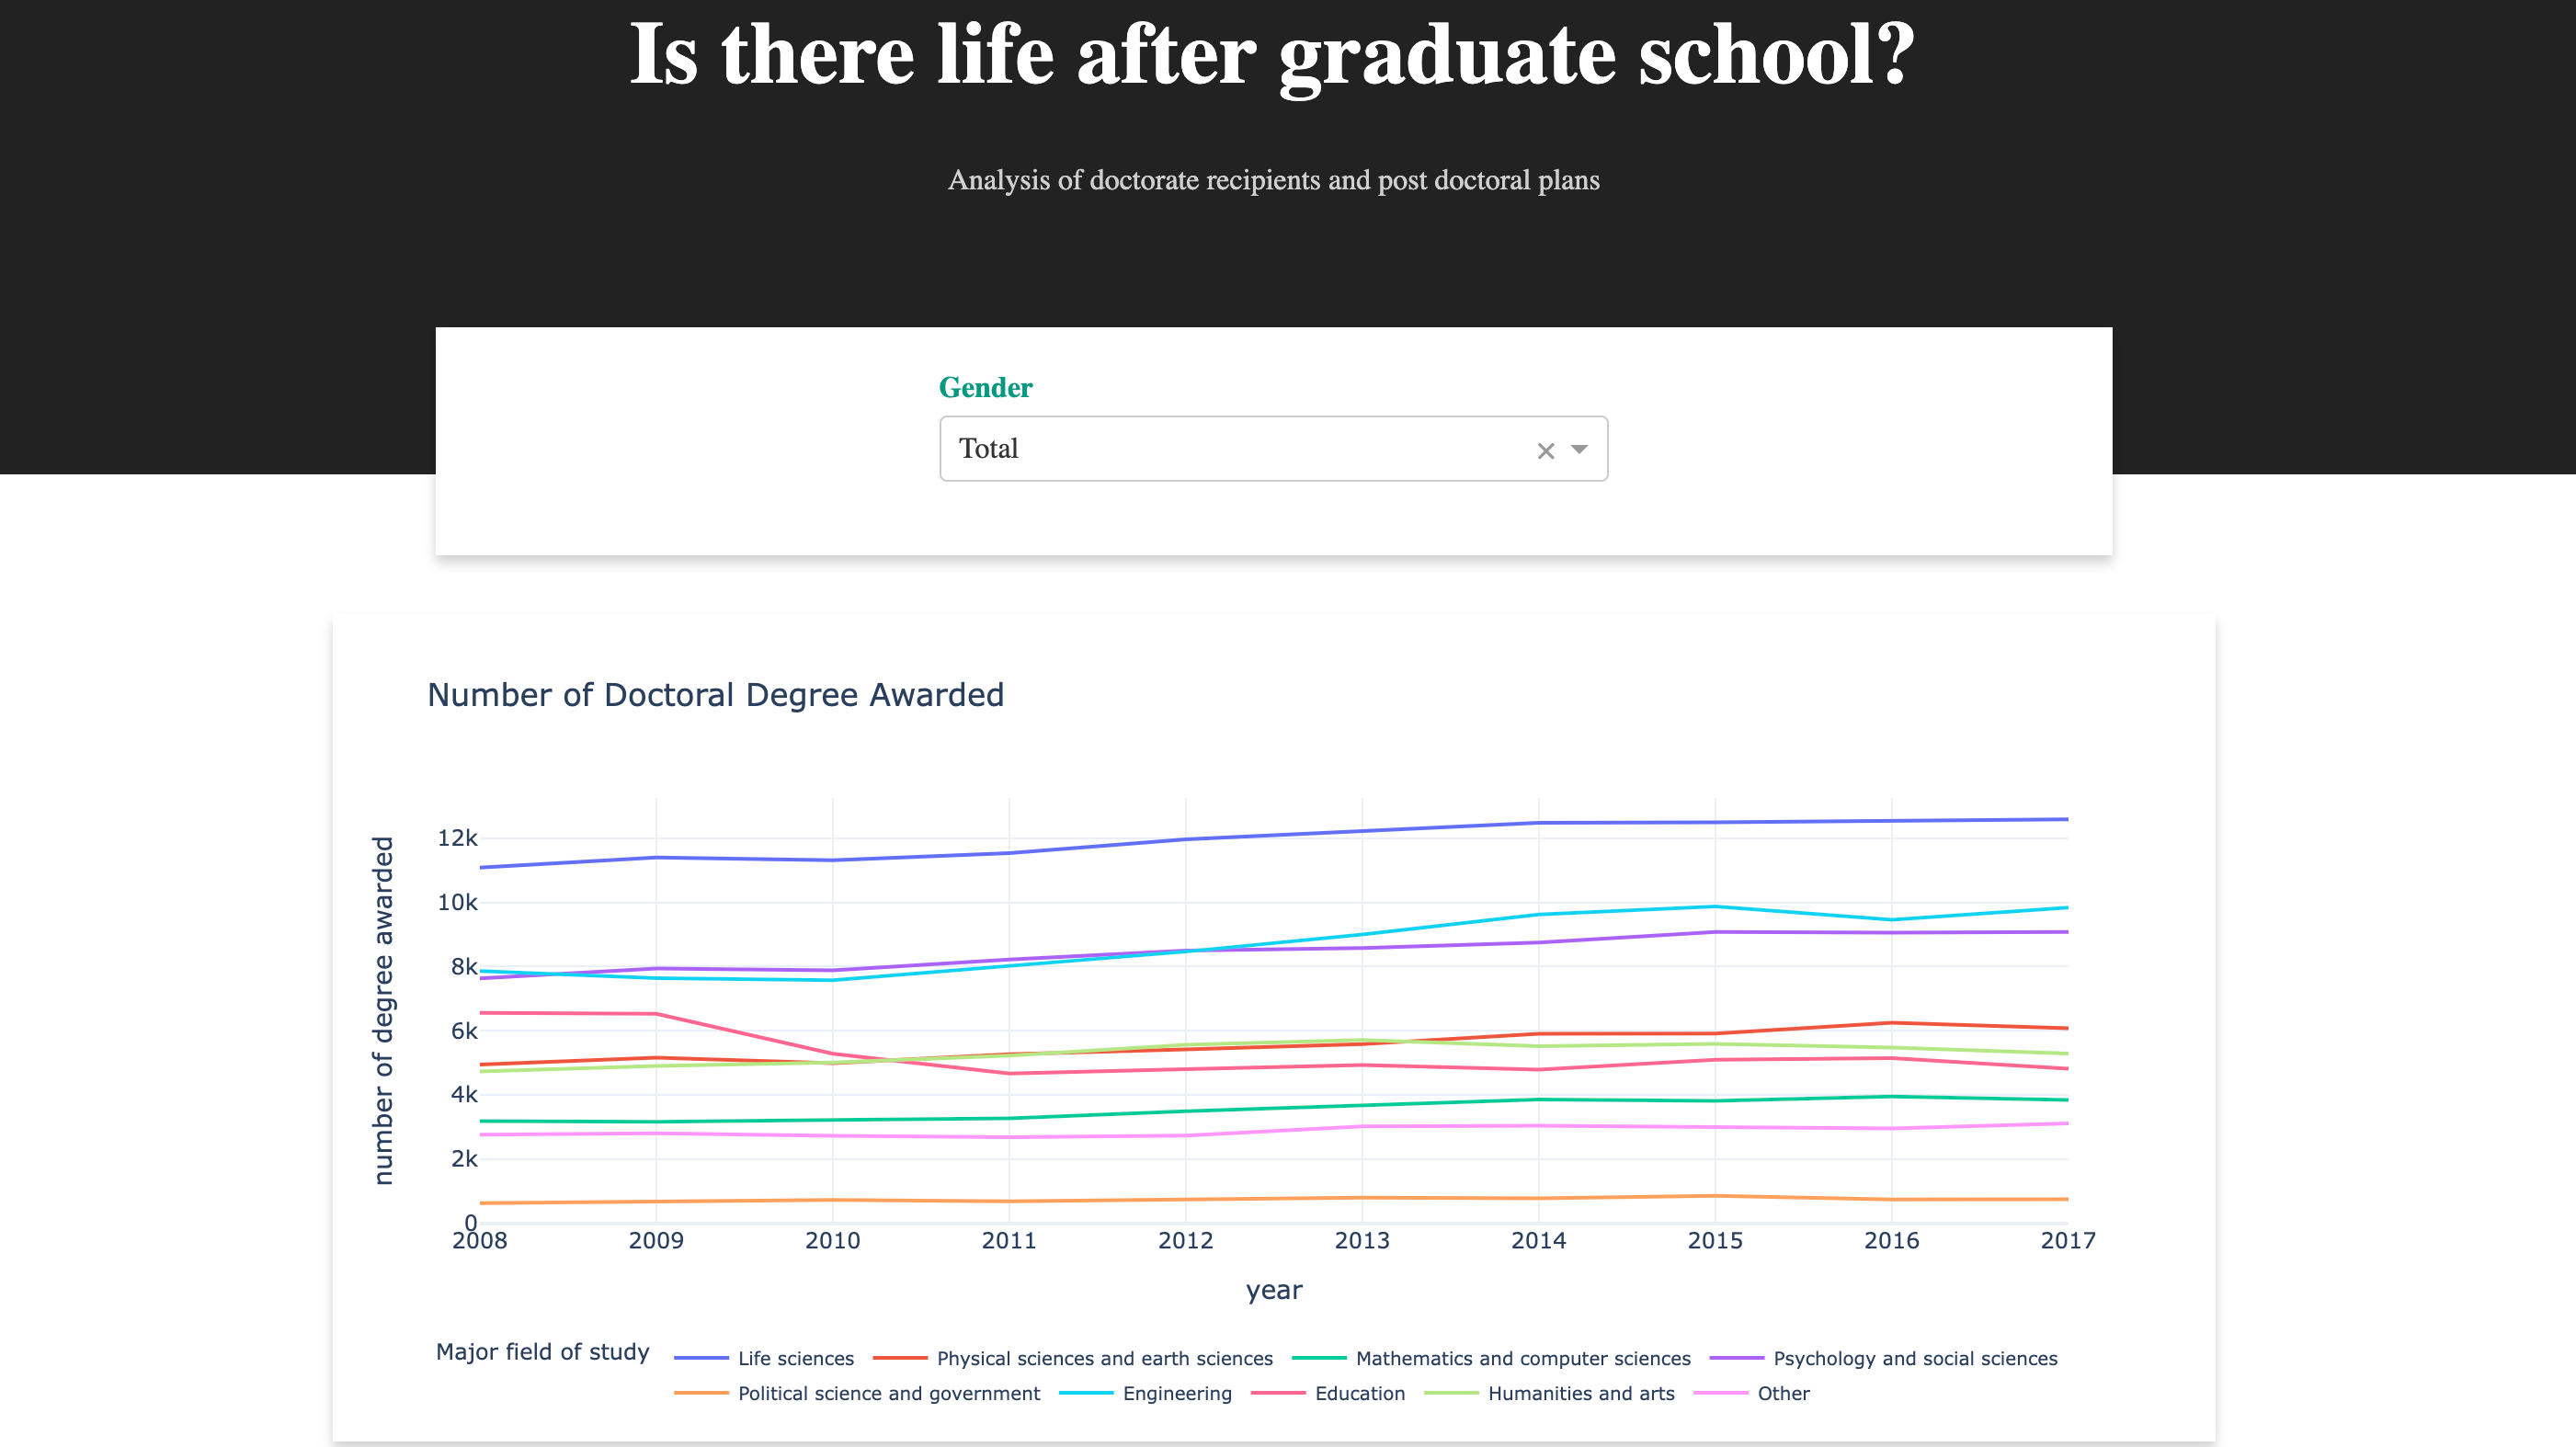 Is there life after graduate school?
Analysis of doctorate recipients and post doctoral plans
Gender
Total
Number of Doctoral Degree Awarded
number of degree awarded
12k
10k
8k
6k
4k
2k
0
2008 2009 2010 2011 2012 2013 2014 2015 2016 2017
year
Major field of study
Life sciences Physical sciences and earth sciences Mathematics and computer sciences Psychology and social sciences
Political science and government Engineering Education Humanities and arts Other